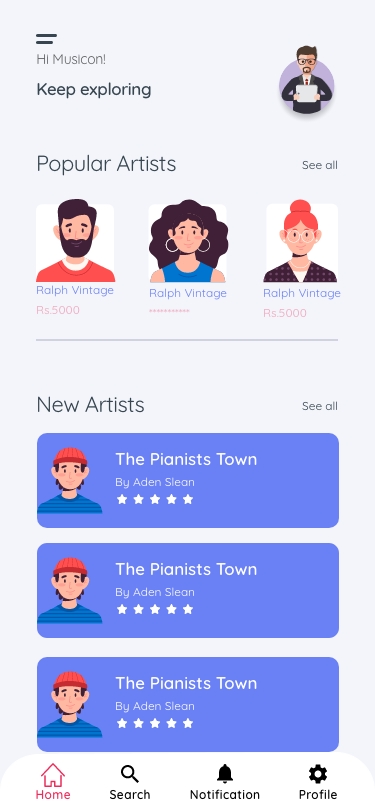 Hi Musicon!
Keep exploring
Popular Artists
See all
Ralph Vintage
Ralph Vintage
Ralph Vintage
Rs.5000
***********
Rs.5000
New Artists
See all
The Pianists Town
By Aden Slean
The Pianists Town
By Aden Slean
The Pianists Town
By Aden Slean
Home
Search
Notification
Profile